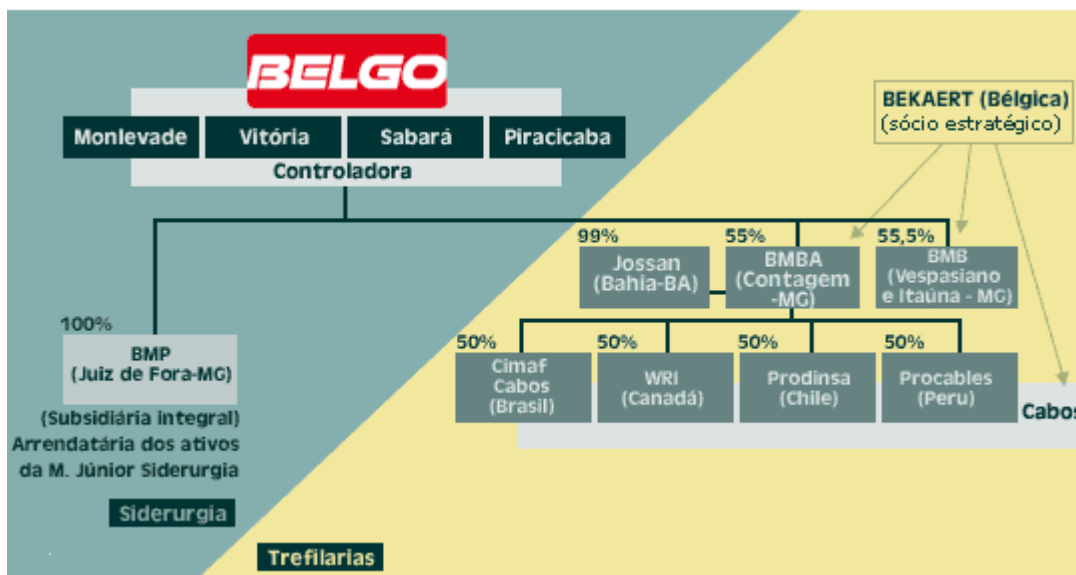 BELGO
Monlevade
Vitória
Sabará
Piracicaba
Controladora
BEKAERT (Bélgica)
(sócio estratégico)
99%
Jossan
(Bahia-BA)
55%
BMBA
(Contagem
-MG)
55,5%
BMB
(Vespasiano
e Itaúna - MG)
100%
BMP
(Juiz de Fora-MG)
(Subsidiária integral)
Arrendatária dos ativos
da M. Júnior Siderurgia
50%
Cimaf
Cabos
(Brasil)
50%
WRI
(Canadá)
50%
Prodinsa
(Chile)
50%
Procables
(Peru)
Cabos
Siderurgia
Trefilarias